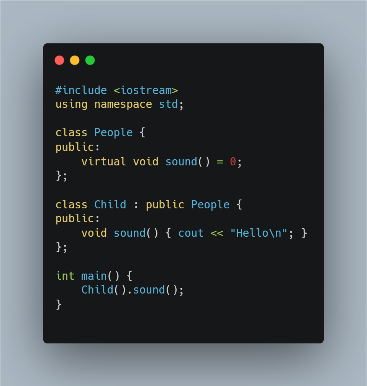 #include <iostream>
using namespace std;
class People {
public:
    virtual void sound() = 0;
};
class Child : public People {
public:
    void sound() { cout << "Hello\n"; }
};
int main() {
    Child().sound();
}